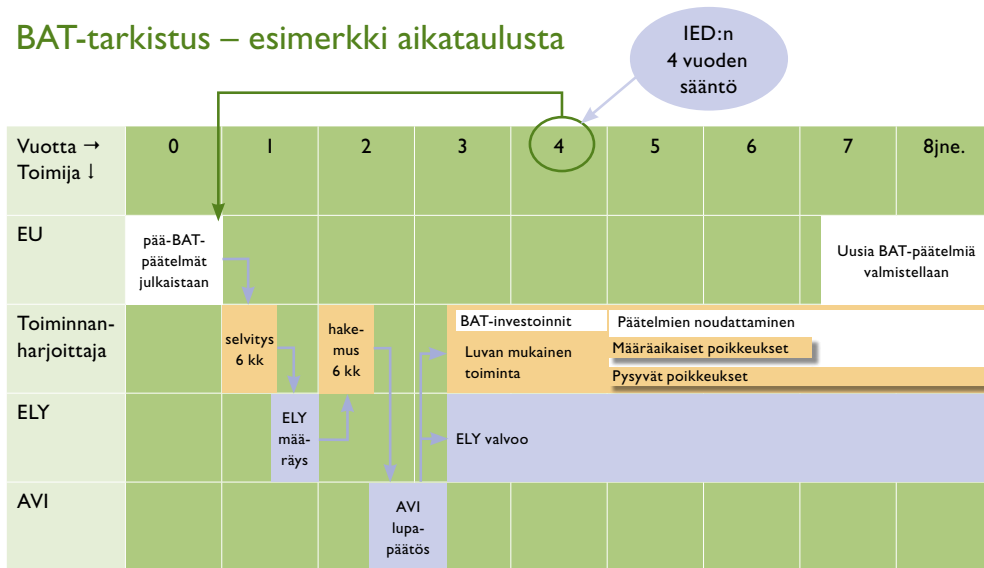 BAT-tarkistus – esimerkki aikataulusta
IED:n
4 vuoden
sääntö
Vuotta →
Toimija ↓
0
1
2
3
4
5
6
7
8jne.
EU
pää-BAT-
päätelmät
julkaistaan
Uusia BAT-päätelmiä
valmistellaan
Toiminnan-
harjoittaja
selvitys
6 kk
hake-
mus
6 kk
BAT-investoinnit
Luvan mukainen
toiminta
Päätelmien noudattaminen
Määräaikaiset poikkeukset
Pysyvät poikkeukset
ELY
ELY
mää-
räys
ELY valvoo
AVI
AVI
lupa-
päätös